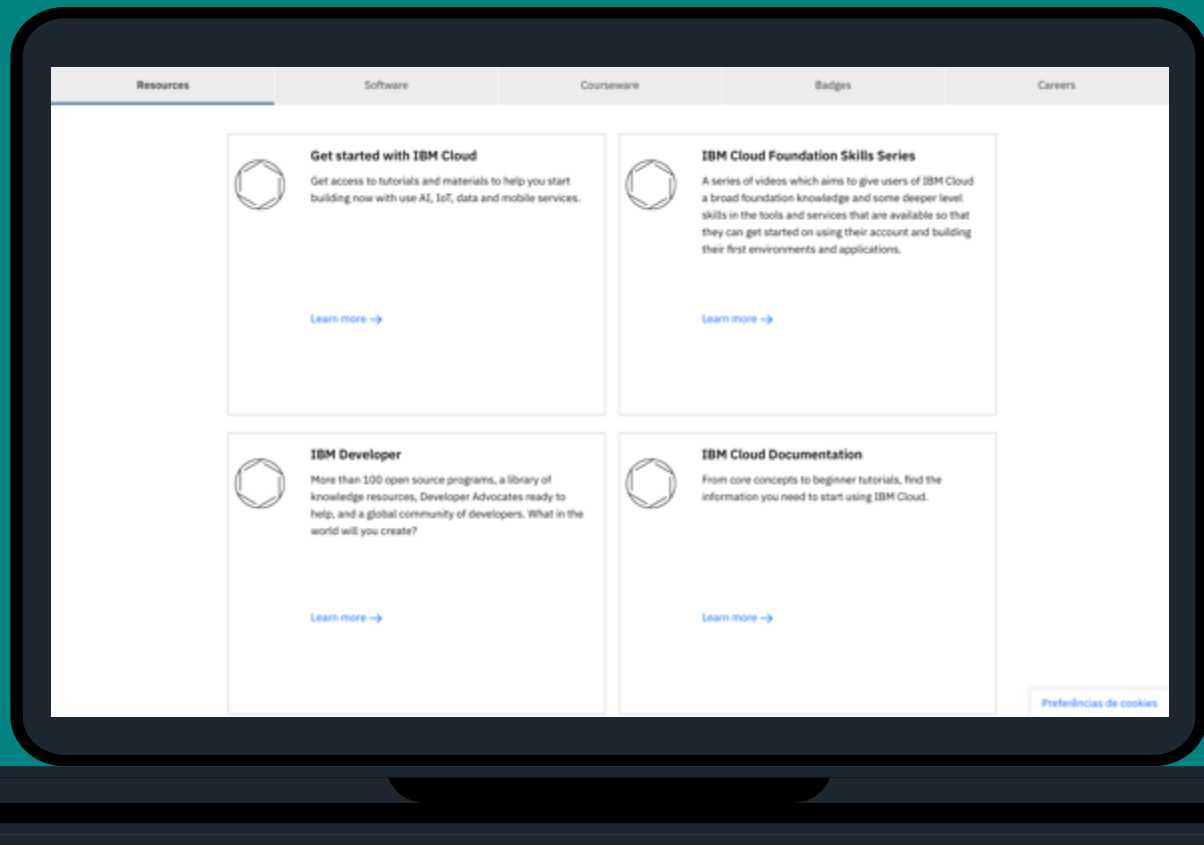 Resources
Software
Courseware
Badges
Careers
Get started with IBM Cloud
Get access to tutorials and materials to help you start
building now with use AI, IoT, data and mobile services.
Learn more →
IBM Cloud Foundation Skills Series
A series of videos which aims to give users of IBM Cloud
a broad foundation knowledge and some deeper level
skills in the tools and services that are available so that
they can get started on using their account and building
their first environments and applications.
Learn more →
IBM Developer
More than 100 open source programs, a library of
knowledge resources, Developer Advocates ready to
help, and a global community of developers. What in the
world will you create?
Learn more →
IBM Cloud Documentation
From core concepts to beginner tutorials, find the
information you need to start using IBM Cloud.
Learn more →
Preferências de cookies